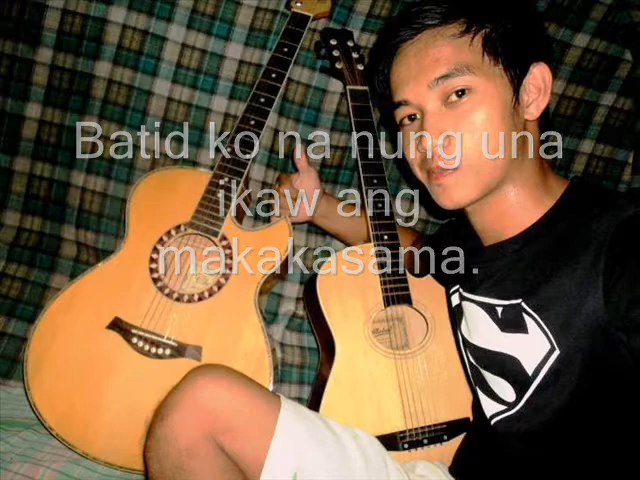 Batid ko na nung una
ikaw ang
makakasama.
S